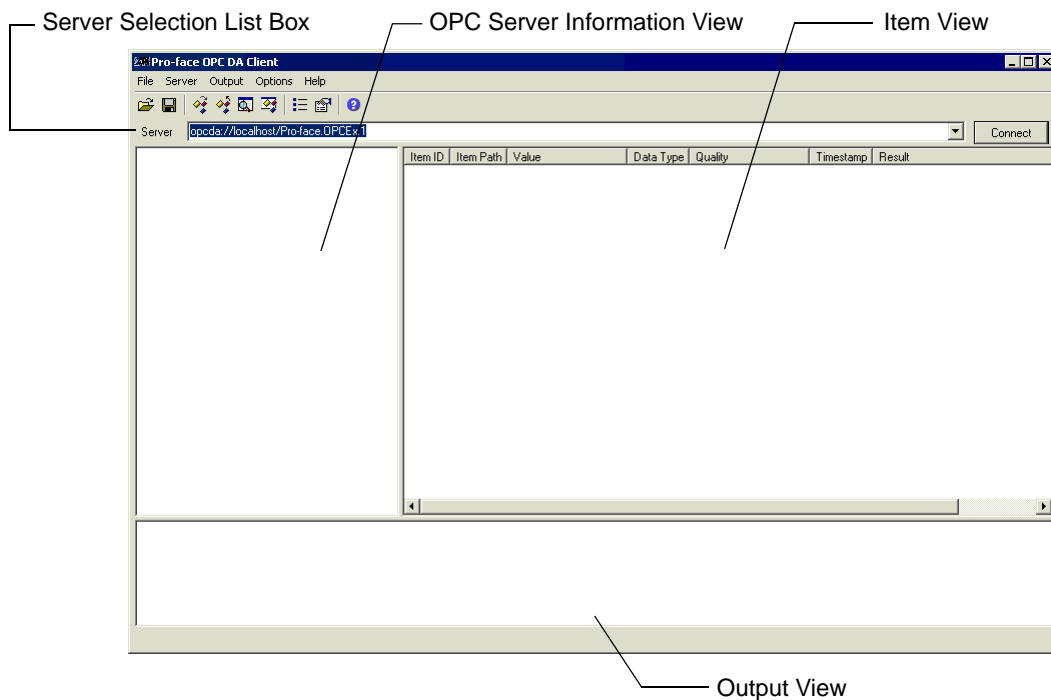 Server Selection List Box
OPC Server Information View
Item View
Pro-face OPC DA Client
File Server Output Options Help
Server opcda://localhost/Pro-face.OPCEx.1 Connect
Item ID Item Path Value Data Type Quality Timestamp Result
Output View